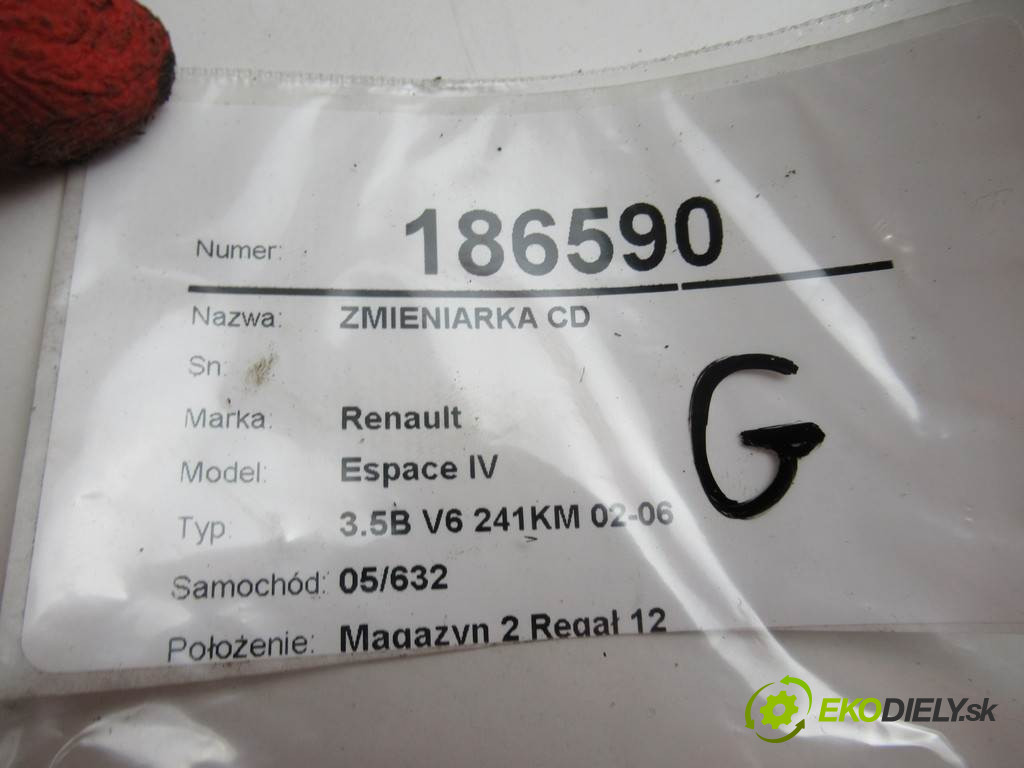 Numer: 186590
Nazwa: ZMIENIARKA CD
Sn:
Marka: Renault
Model: Espace IV
Typ: 3.5B V6 241KM 02-06
Samochód: 05/632
Położenie: Magazyn 2 Regał 12
G
EKODIELY.sk